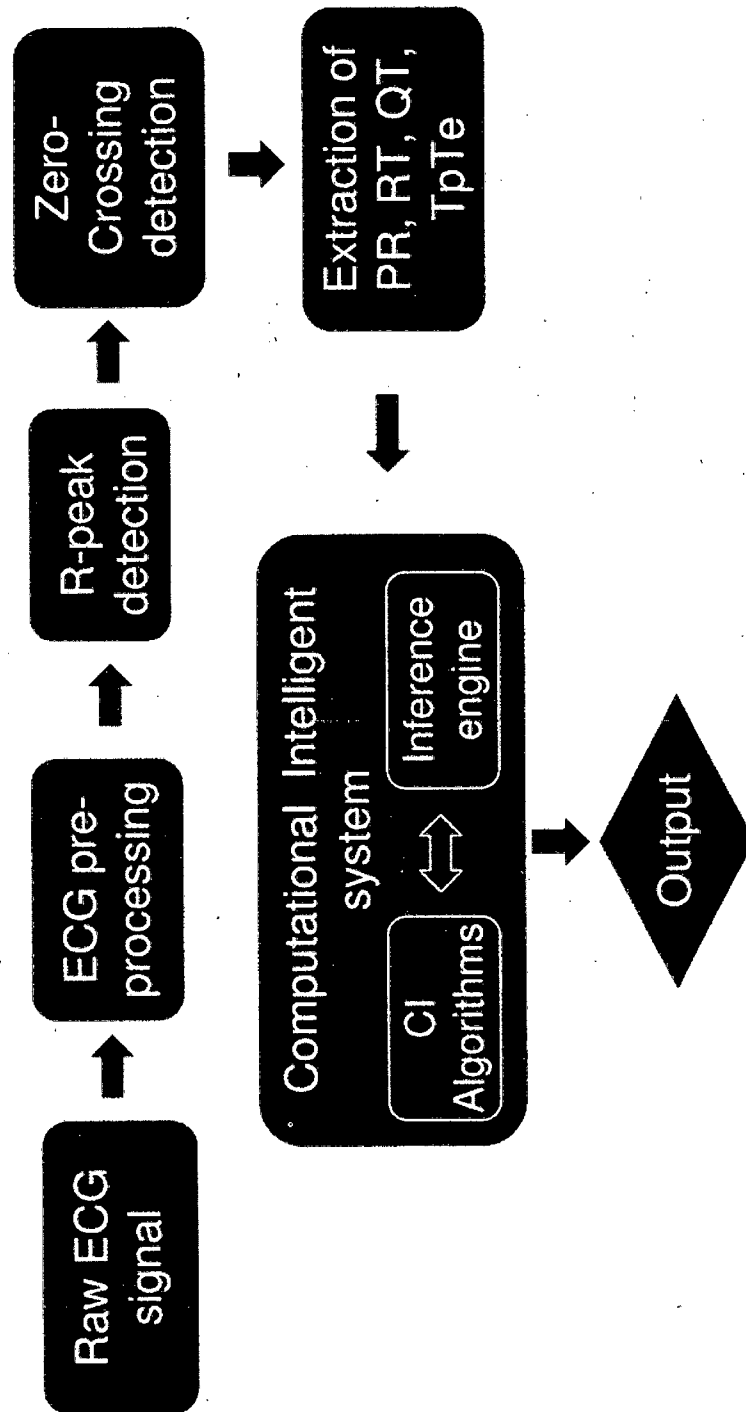 Raw ECG
signal
ECG pre-
processing
R-peak
detection
Zero-
Crossing
detection
Extraction of
PR, RT, QT,
TpTe
Computational Intelligent
system
CI
Algorithms
Inference
engine
Output